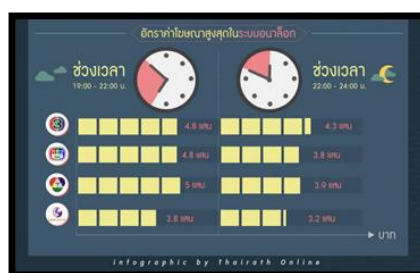 อัตราค่าโฆษณาสูงสุดในระบบอนาล็อก
ช่วงเวลา
19:00 - 22:00 น.
ช่วงเวลา
22:00 - 24:00 น.
4.8 แสน
4.3 แสน
4.8 แสน
3.8 แสน
5 แสน
3.9 แสน
3.8 แสน
3.2 แสน
บาท
infographic by Thairath Online